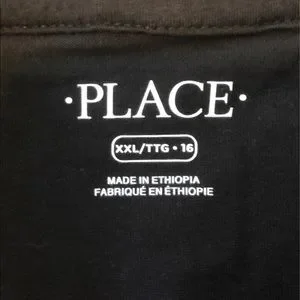 ·PLACE·
XXL/TTG • 16
MADE IN ETHIOPIA
FABRIQUÉ EN ÉTHIOPIE